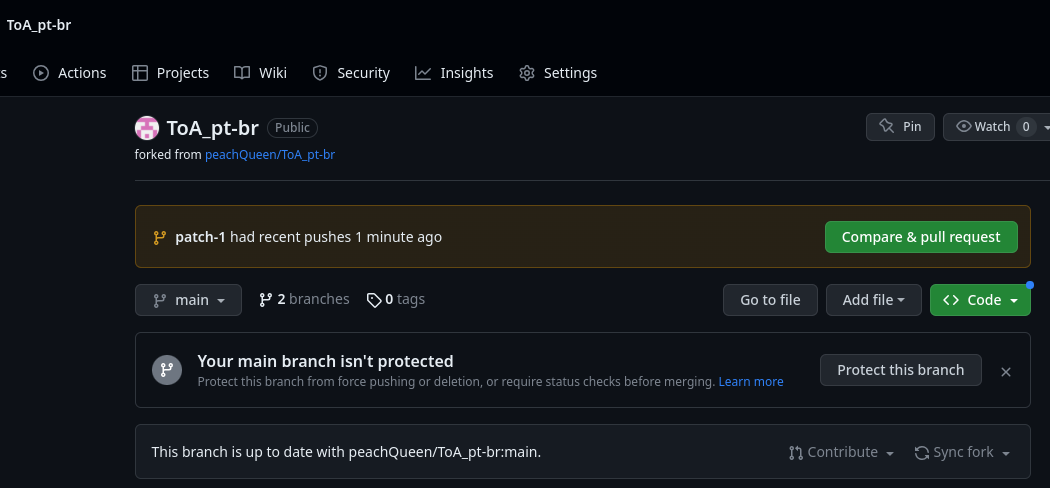 ToA_pt-br
s Actions Projects Wiki Security Insights Settings
ToA_pt-br Public Pin Watch 0
forked from peachQueen/ToA_pt-br
patch-1 had recent pushes 1 minute ago Compare & pull request
main 2 branches 0 tags Go to file Add file <> Code
Your main branch isn't protected
Protect this branch from force pushing or deletion, or require status checks before merging. Learn more
Protect this branch
This branch is up to date with peachQueen/ToA_pt-br:main. Contribute Sync fork